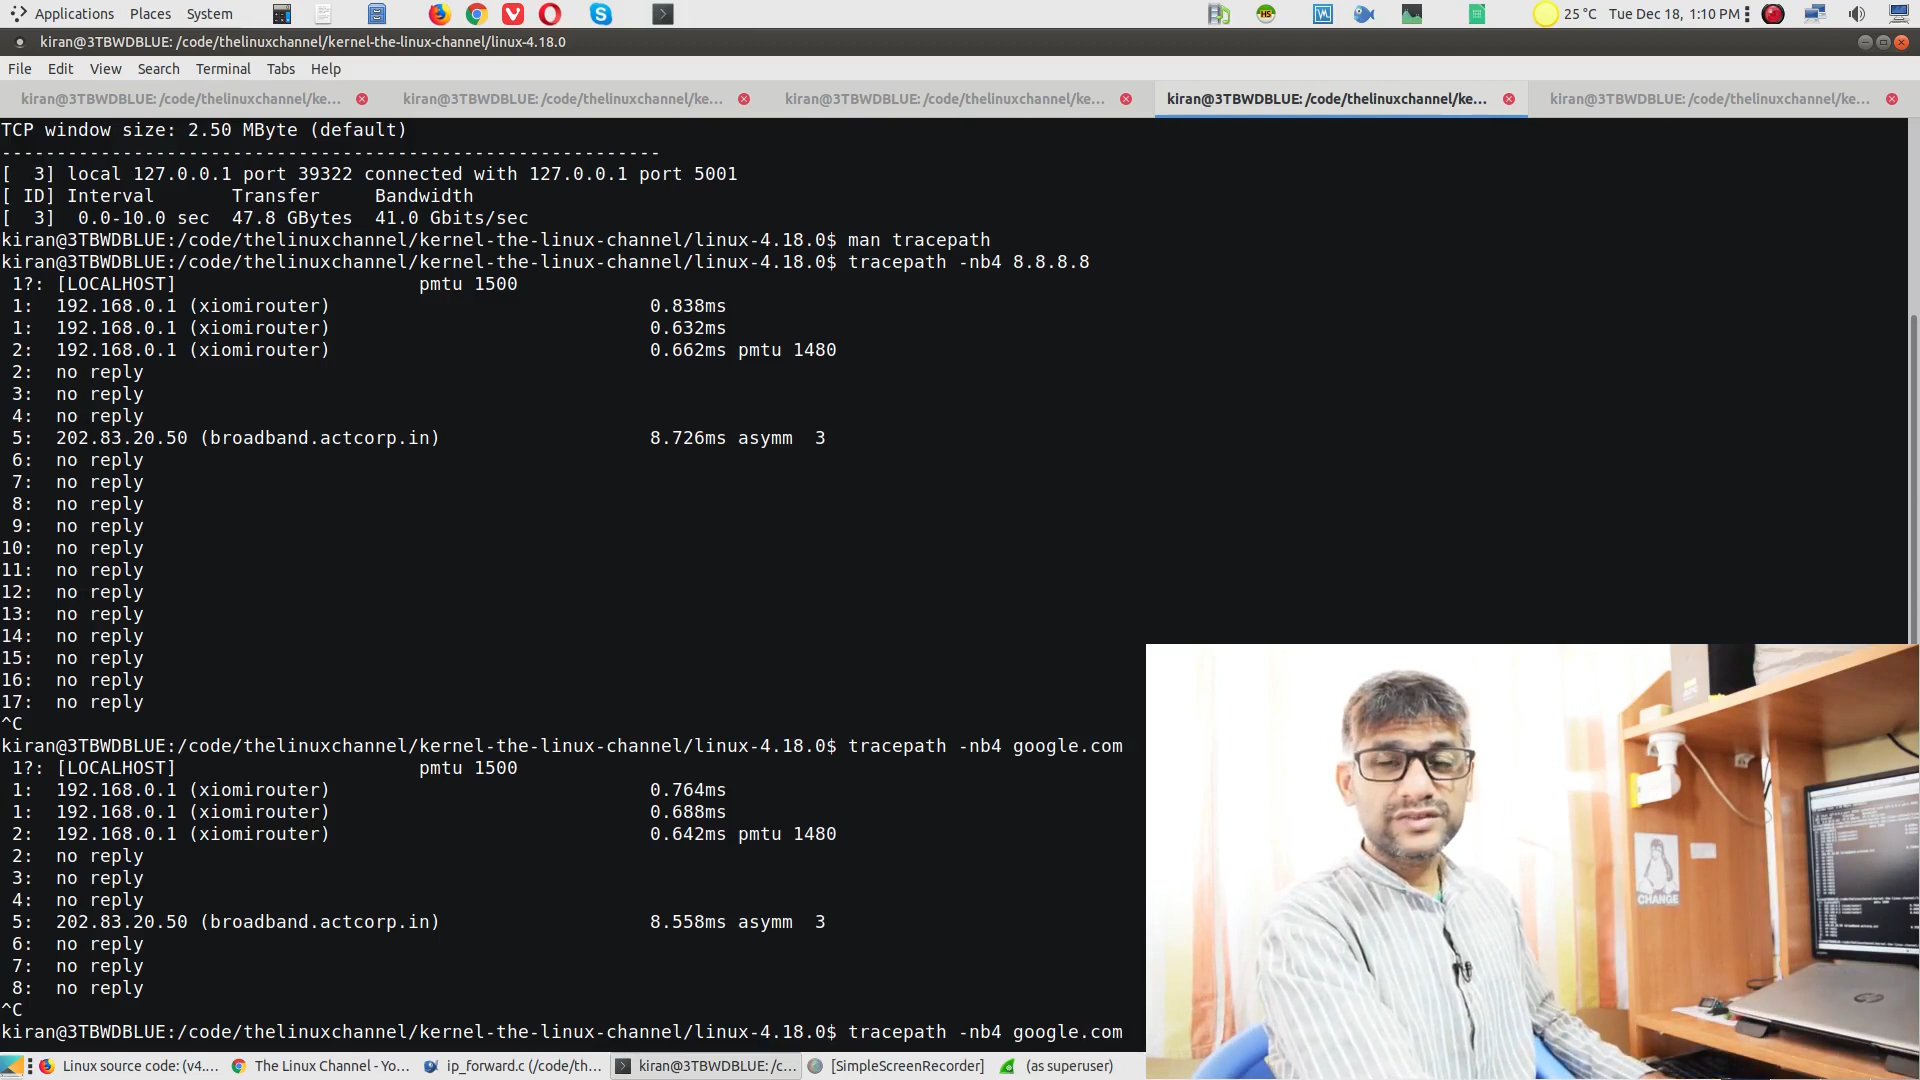 Applications Places System 25 °C Tue Dec 18, 1:10 PM
kiran@3TBWDBLUE: /code/thelinuxchannel/kernel-the-linux-channel/linux-4.18.0
File Edit View Search Terminal Tabs Help
kiran@3TBWDBLUE: /code/thelinuxchannel/ke... kiran@3TBWDBLUE: /code/thelinuxchannel/ke... kiran@3TBWDBLUE: /code/thelinuxchannel/ke... kiran@3TBWDBLUE: /code/thelinuxchannel/ke... kiran@3TBWDBLUE: /code/thelinuxchannel/ke...
TCP window size: 2.50 MByte (default)
------------------------------------------------------------
[  3] local 127.0.0.1 port 39322 connected with 127.0.0.1 port 5001
[ ID] Interval       Transfer     Bandwidth
[  3]  0.0-10.0 sec  47.8 GBytes  41.0 Gbits/sec
kiran@3TBWDBLUE:/code/thelinuxchannel/kernel-the-linux-channel/linux-4.18.0$ man tracepath
kiran@3TBWDBLUE:/code/thelinuxchannel/kernel-the-linux-channel/linux-4.18.0$ tracepath -nb4 8.8.8.8
1?: [LOCALHOST] pmtu 1500
1: 192.168.0.1 (xiomirouter) 0.838ms
1: 192.168.0.1 (xiomirouter) 0.632ms
2: 192.168.0.1 (xiomirouter) 0.662ms pmtu 1480
2: no reply
3: no reply
4: no reply
5: 202.83.20.50 (broadband.actcorp.in) 8.726ms asymm 3
6: no reply
7: no reply
8: no reply
9: no reply
10: no reply
11: no reply
12: no reply
13: no reply
14: no reply
15: no reply
16: no reply
17: no reply
^C
kiran@3TBWDBLUE:/code/thelinuxchannel/kernel-the-linux-channel/linux-4.18.0$ tracepath -nb4 google.com
1?: [LOCALHOST] pmtu 1500
1: 192.168.0.1 (xiomirouter) 0.764ms
1: 192.168.0.1 (xiomirouter) 0.688ms
2: 192.168.0.1 (xiomirouter) 0.642ms pmtu 1480
2: no reply
3: no reply
4: no reply
5: 202.83.20.50 (broadband.actcorp.in) 8.558ms asymm 3
6: no reply
7: no reply
8: no reply
^C
kiran@3TBWDBLUE:/code/thelinuxchannel/kernel-the-linux-channel/linux-4.18.0$ tracepath -nb4 google.com
CHANGE
Linux source code: (v4.... The Linux Channel - Yo... ip_forward.c (/code/th... kiran@3TBWDBLUE: /c... [SimpleScreenRecorder] (as superuser)